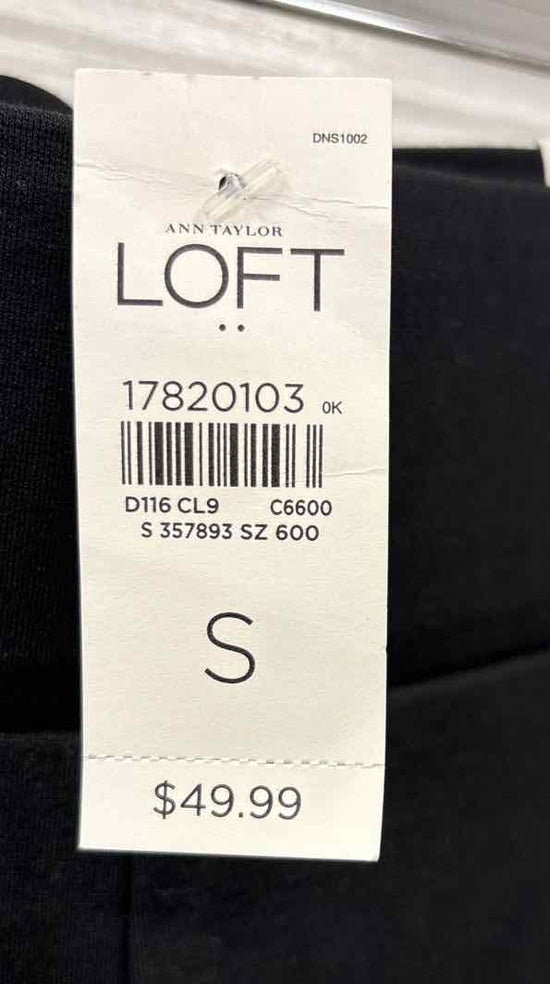 DNS1002
ANN TAYLOR
LOFT
17820103 0K
D116 CL9 C6600
S 357893 SZ 600
S
$49.99